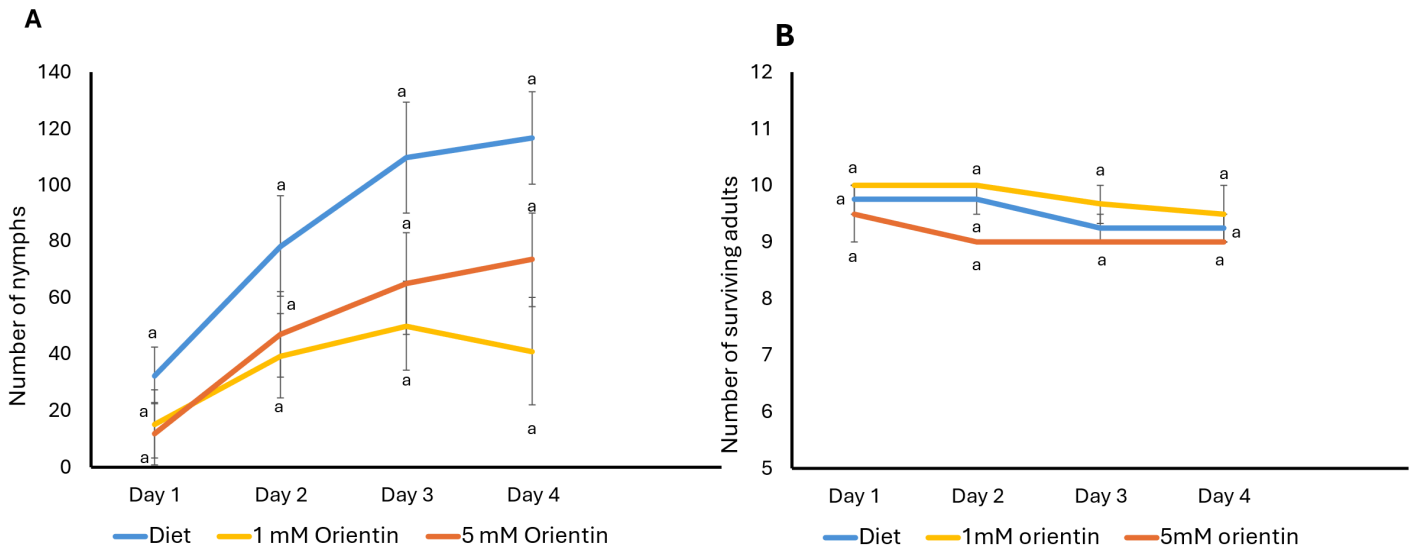 A
Number of nymphs
140
a
a
120
100
a
a
80
a
60
a
a
40
a
20
a
a
a
a
0
Day 1 Day 2 Day 3 Day 4
Diet 1 mM Orientin 5 mM Orientin
B
Number of surviving adults
12
11
a a a a
10
a
a
a
9
a a a a
8
7
6
5
Day 1 Day 2 Day 3 Day 4
Diet 1mM orientin 5mM orientin